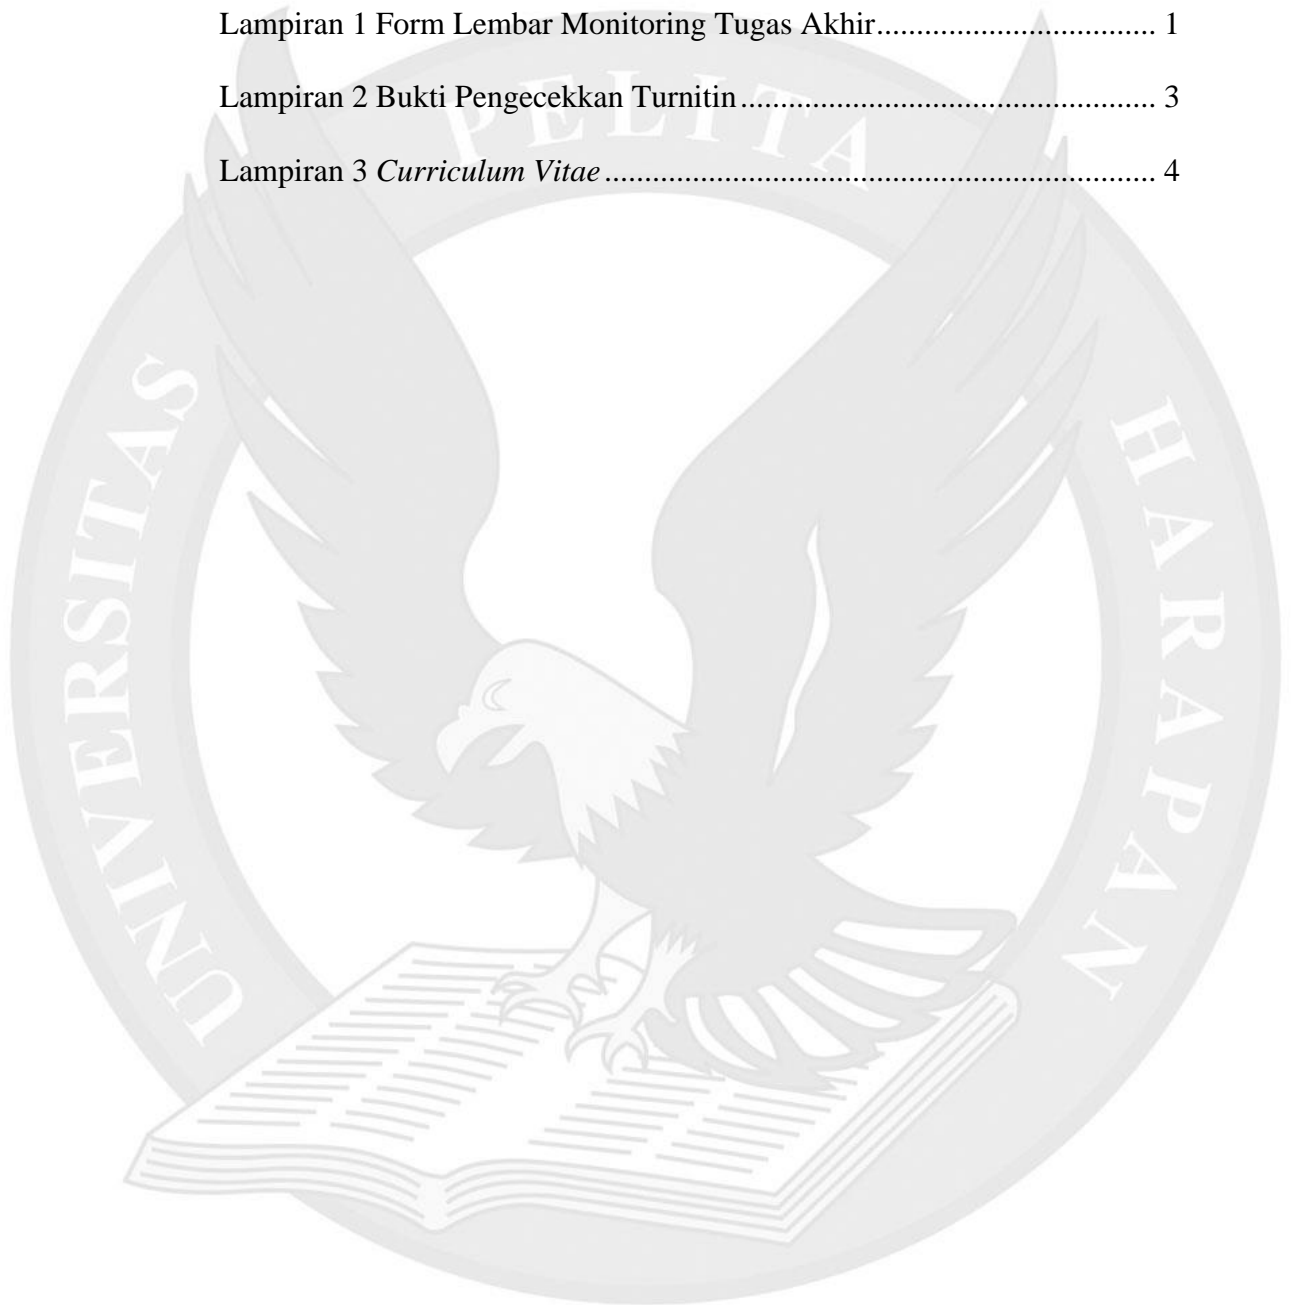 Lampiran 1 Form Lembar Monitoring Tugas Akhir................................... 1
Lampiran 2 Bukti Pengecekkan Turnitin.................................................... 3
Lampiran 3 Curriculum Vitae..................................................................... 4
UNIVERSITAS PELITA HARAPAN